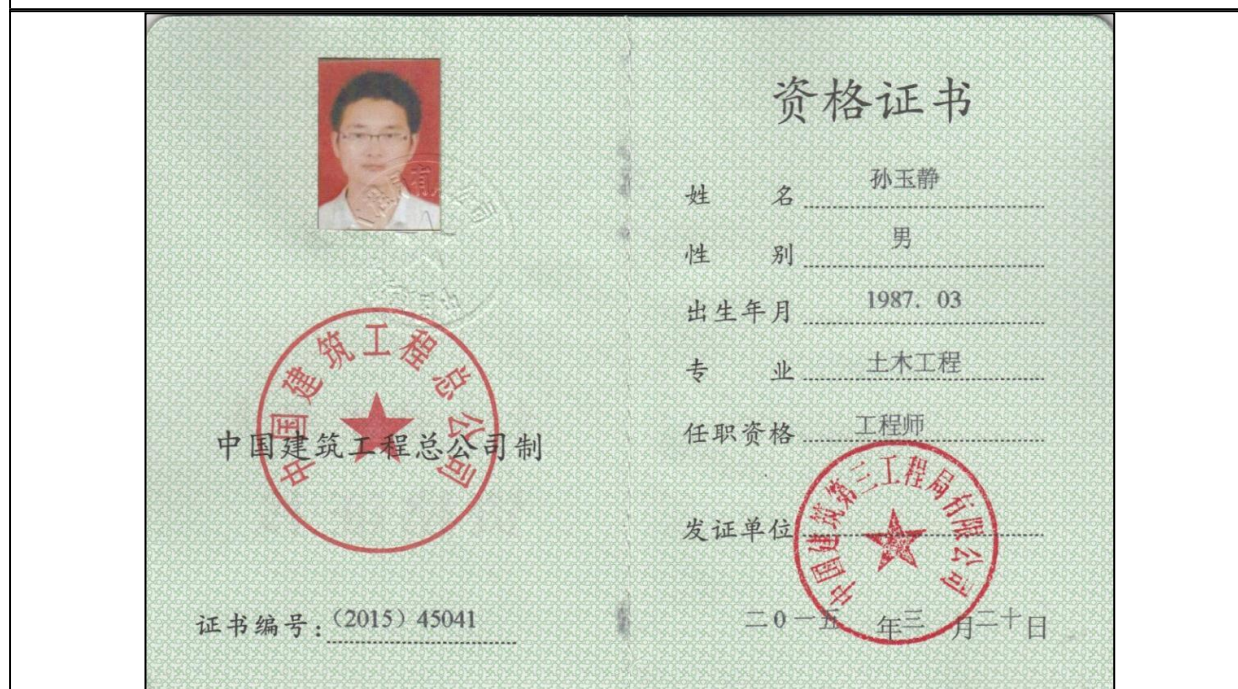 中国建筑工程总公司
中国建筑工程总公司制
证书编号:(2015)45041
资格证书
姓 名 孙玉静
性 别 男
出生年月 1987. 03
专 业 土木工程
任职资格 工程师
发证单位
中国建筑第三工程局有限公司
二0一五 年三 月二十日